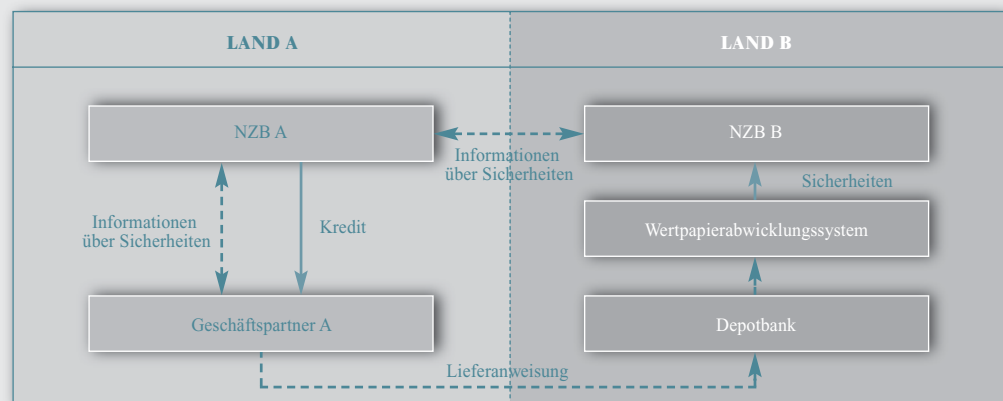 LAND A
LAND B
NZB A
NZB B
Informationen
über Sicherheiten
Sicherheiten
Informationen
über Sicherheiten
Kredit
Wertpapierabwicklungssystem
Geschäftspartner A
Depotbank
Lieferanweisung